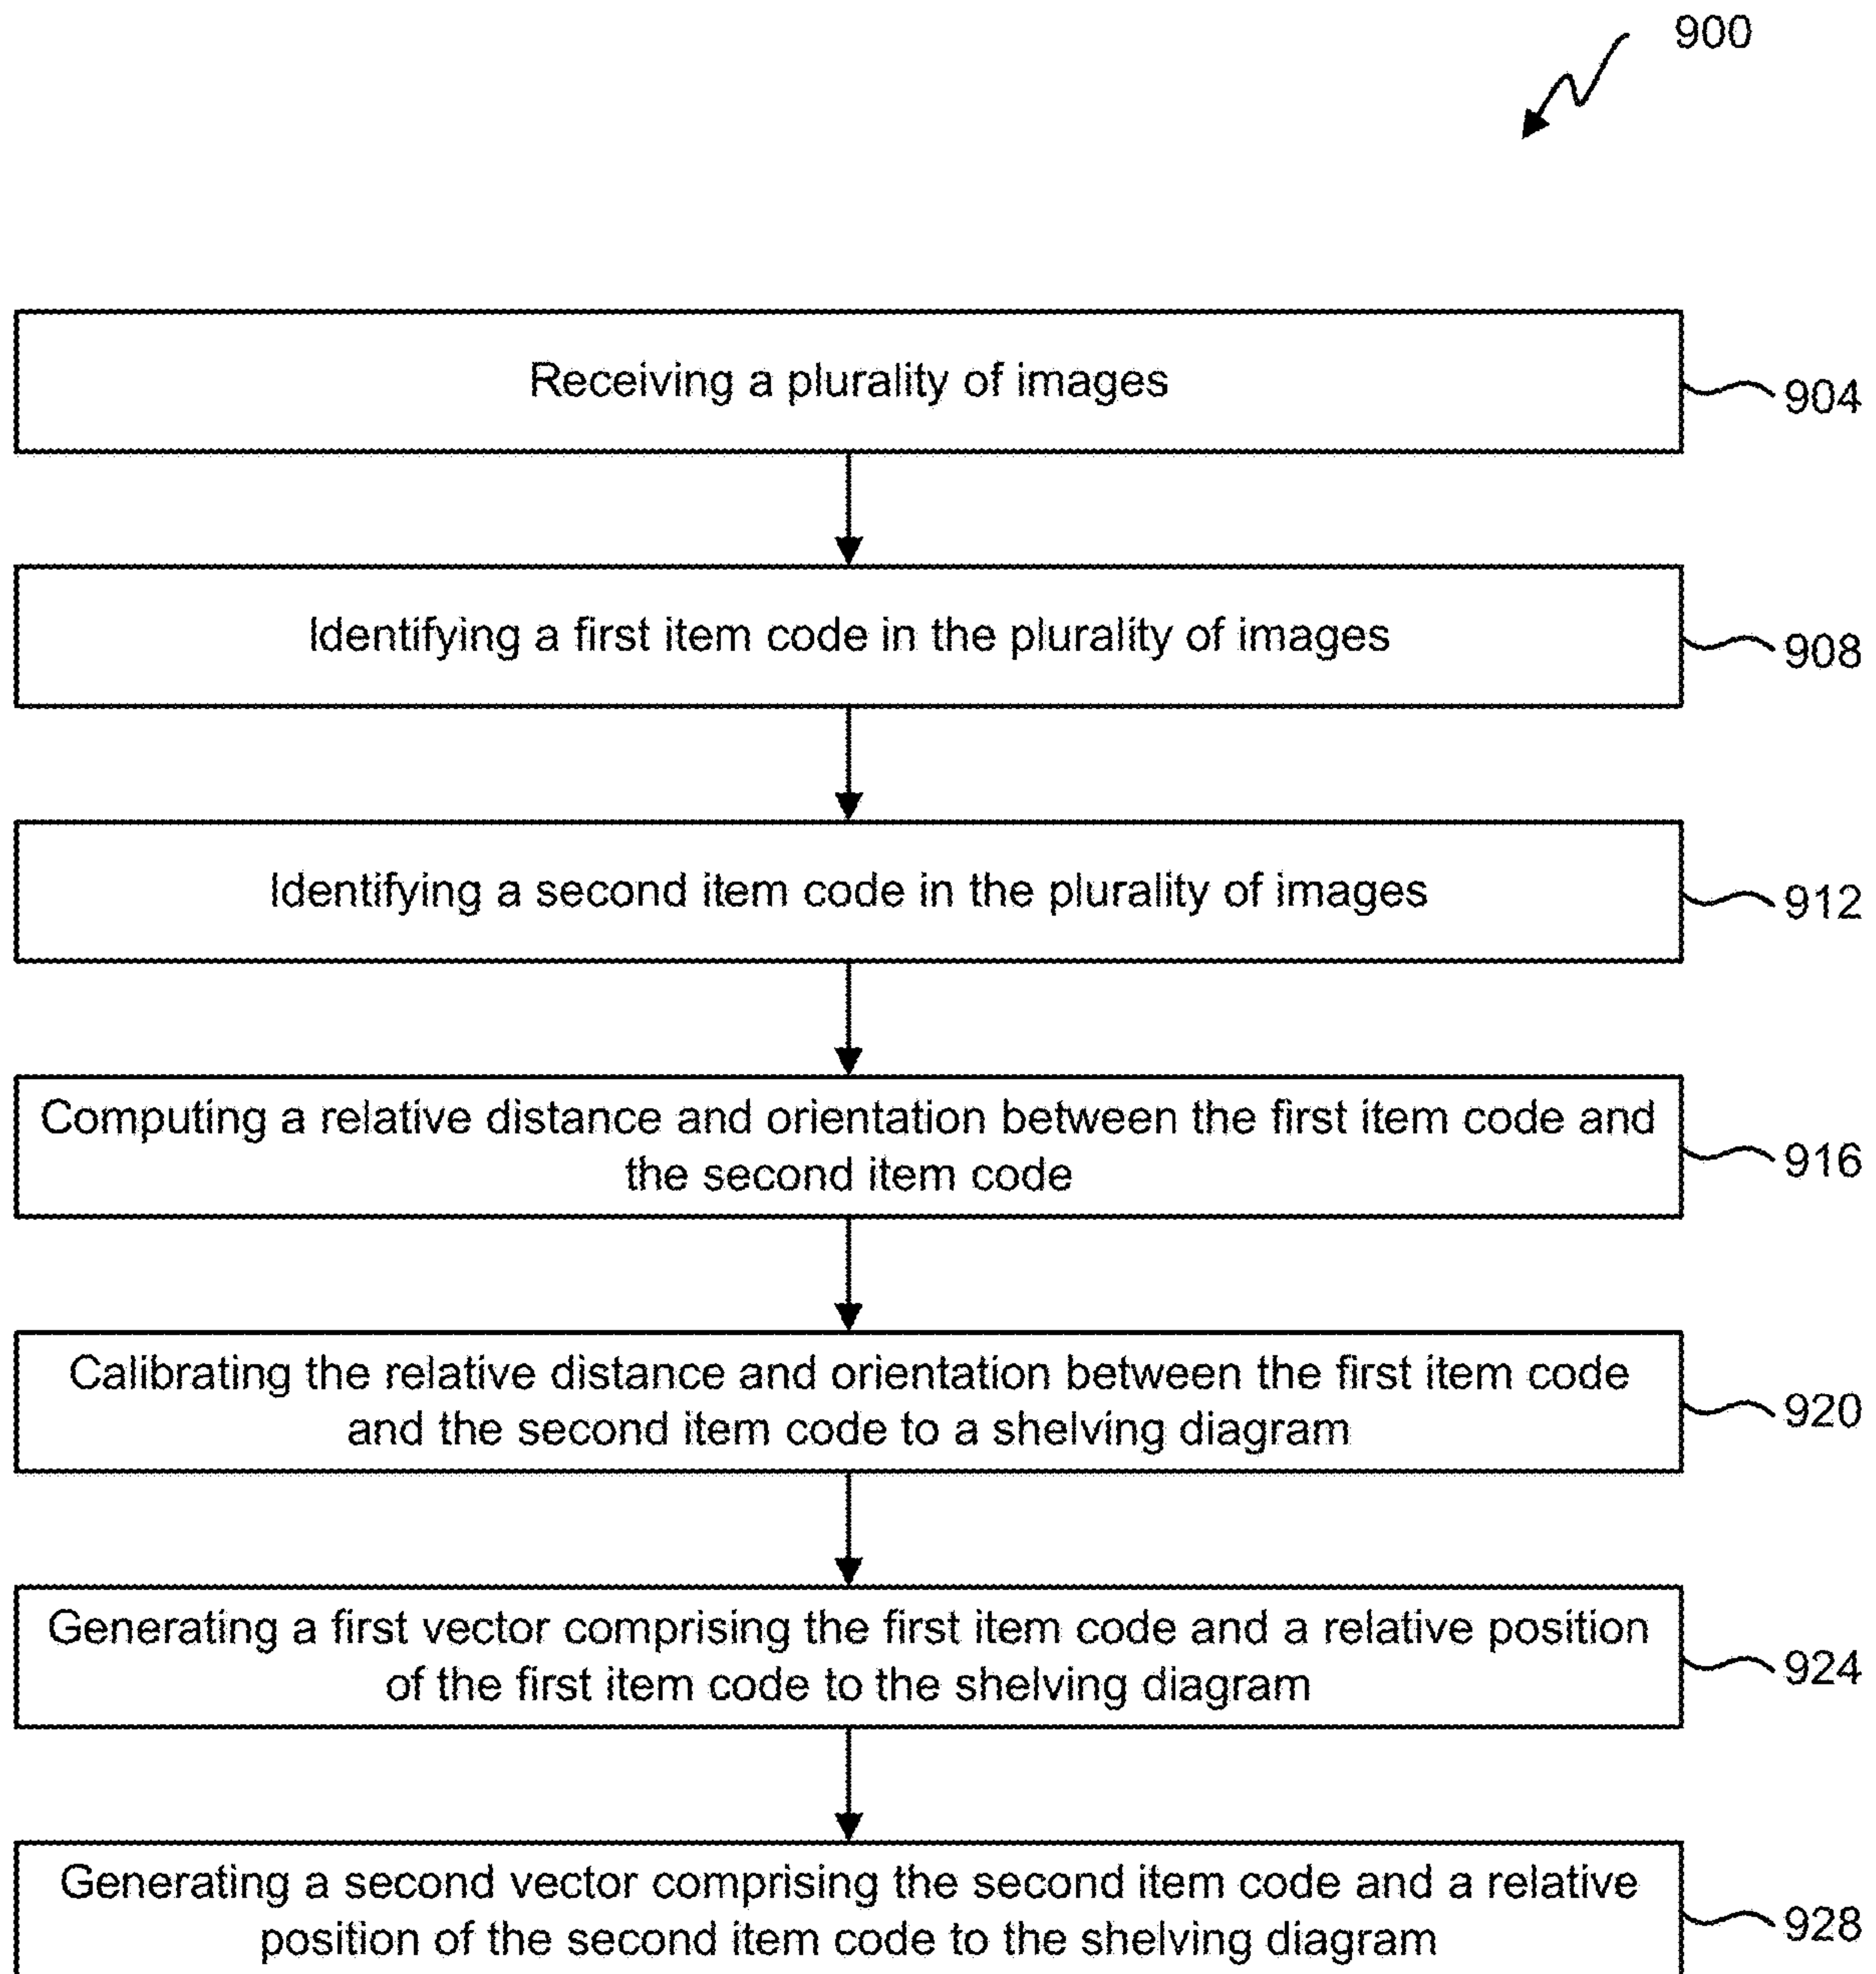 900
Receiving a plurality of images
904
Identifying a first item code in the plurality of images
908
Identifying a second item code in the plurality of images
912
Computing a relative distance and orientation between the first item code and
the second item code
916
Calibrating the relative distance and orientation between the first item code
and the second item code to a shelving diagram
920
Generating a first vector comprising the first item code and a relative position
of the first item code to the shelving diagram
924
Generating a second vector comprising the second item code and a relative
position of the second item code to the shelving diagram
928